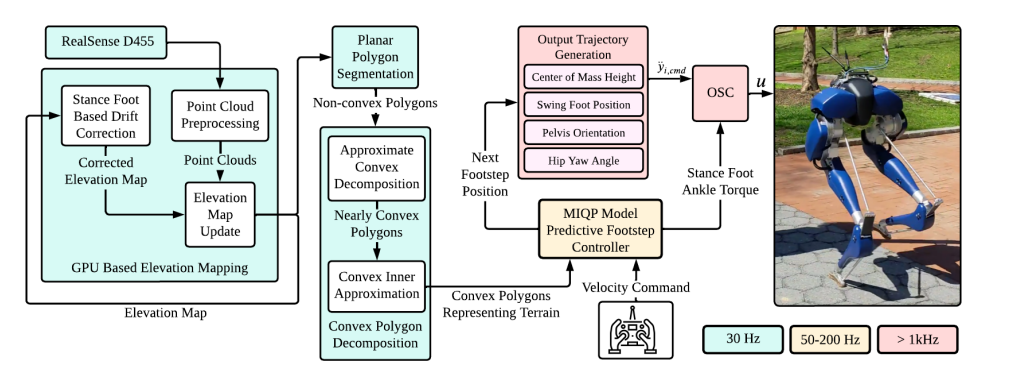 RealSense D455
Stance Foot
Based Drift
Correction
Point Cloud
Preprocessing
Corrected
Elevation Map
Point Clouds
Elevation
Map
Update
GPU Based Elevation Mapping
Elevation Map
Planar
Polygon
Segmentation
Non-convex Polygons
Approximate
Convex
Decomposition
Nearly Convex
Polygons
Convex Inner
Approximation
Convex Polygon
Decomposition
Convex Polygons
Representing Terrain
Next
Footstep
Position
Output Trajectory
Generation
Center of Mass Height
Swing Foot Position
Pelvis Orientation
Hip Yaw Angle
ÿi,cmd
OSC
u
Stance Foot
Ankle Torque
MIQP Model
Predictive Footstep
Controller
Velocity Command
30 Hz
50-200 Hz
> 1kHz